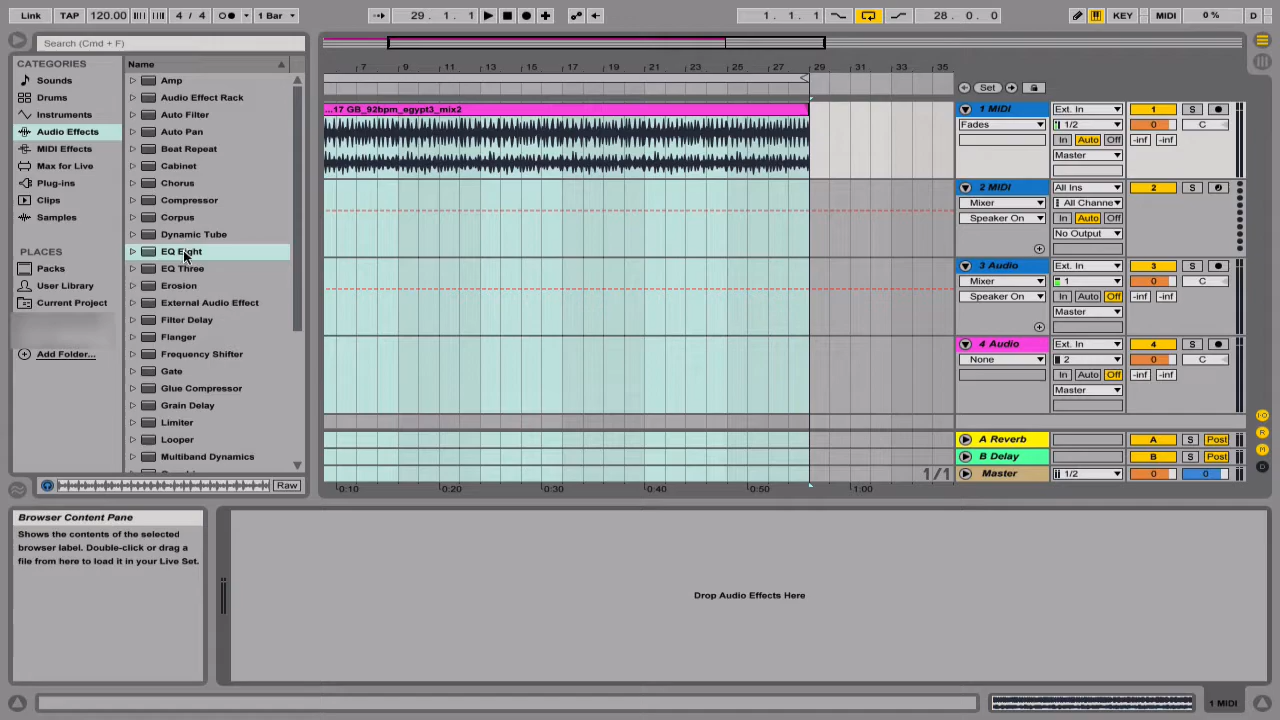 Link TAP 120.00 4 / 4 1 Bar 29. 1. 1 1. 1. 1 28. 0. 0 KEY MIDI 0 % D
Search (Cmd + F)
CATEGORIES
Sounds
Drums
Instruments
Audio Effects
MIDI Effects
Max for Live
Plug-ins
Clips
Samples
PLACES
Packs
User Library
Current Project
Add Folder...
Name
Amp
Audio Effect Rack
Auto Filter
Auto Pan
Beat Repeat
Cabinet
Chorus
Compressor
Corpus
Dynamic Tube
EQ Eight
EQ Three
Erosion
External Audio Effect
Filter Delay
Flanger
Frequency Shifter
Gate
Glue Compressor
Grain Delay
Limiter
Looper
Multiband Dynamics
Raw
7 9 11 13 15 17 19 21 23 25 27 29 31 33 35
Set
...17 GB_92bpm_egypt3_mix2
1 MIDI Ext. In 1 S
Fades 1/2 0 C
In Auto Off -inf -inf
Master
2 MIDI All Ins 2 S
Mixer All Channe
Speaker On In Auto Off
No Output
3 Audio Ext. In 3 S
Mixer 1 0 C
Speaker On In Auto Off -inf -inf
Master
4 Audio Ext. In 4 S
None 2 0 C
In Auto Off -inf -inf
Master
A Reverb A S Post
B Delay B S Post
1/1 Master 1/2 0 0
0:10 0:20 0:30 0:40 0:50 1:00
I·O
R
M
D
Browser Content Pane
Shows the contents of the selected
browser label. Double-click or drag a
file from here to load it in your Live Set.
Drop Audio Effects Here
1 MIDI